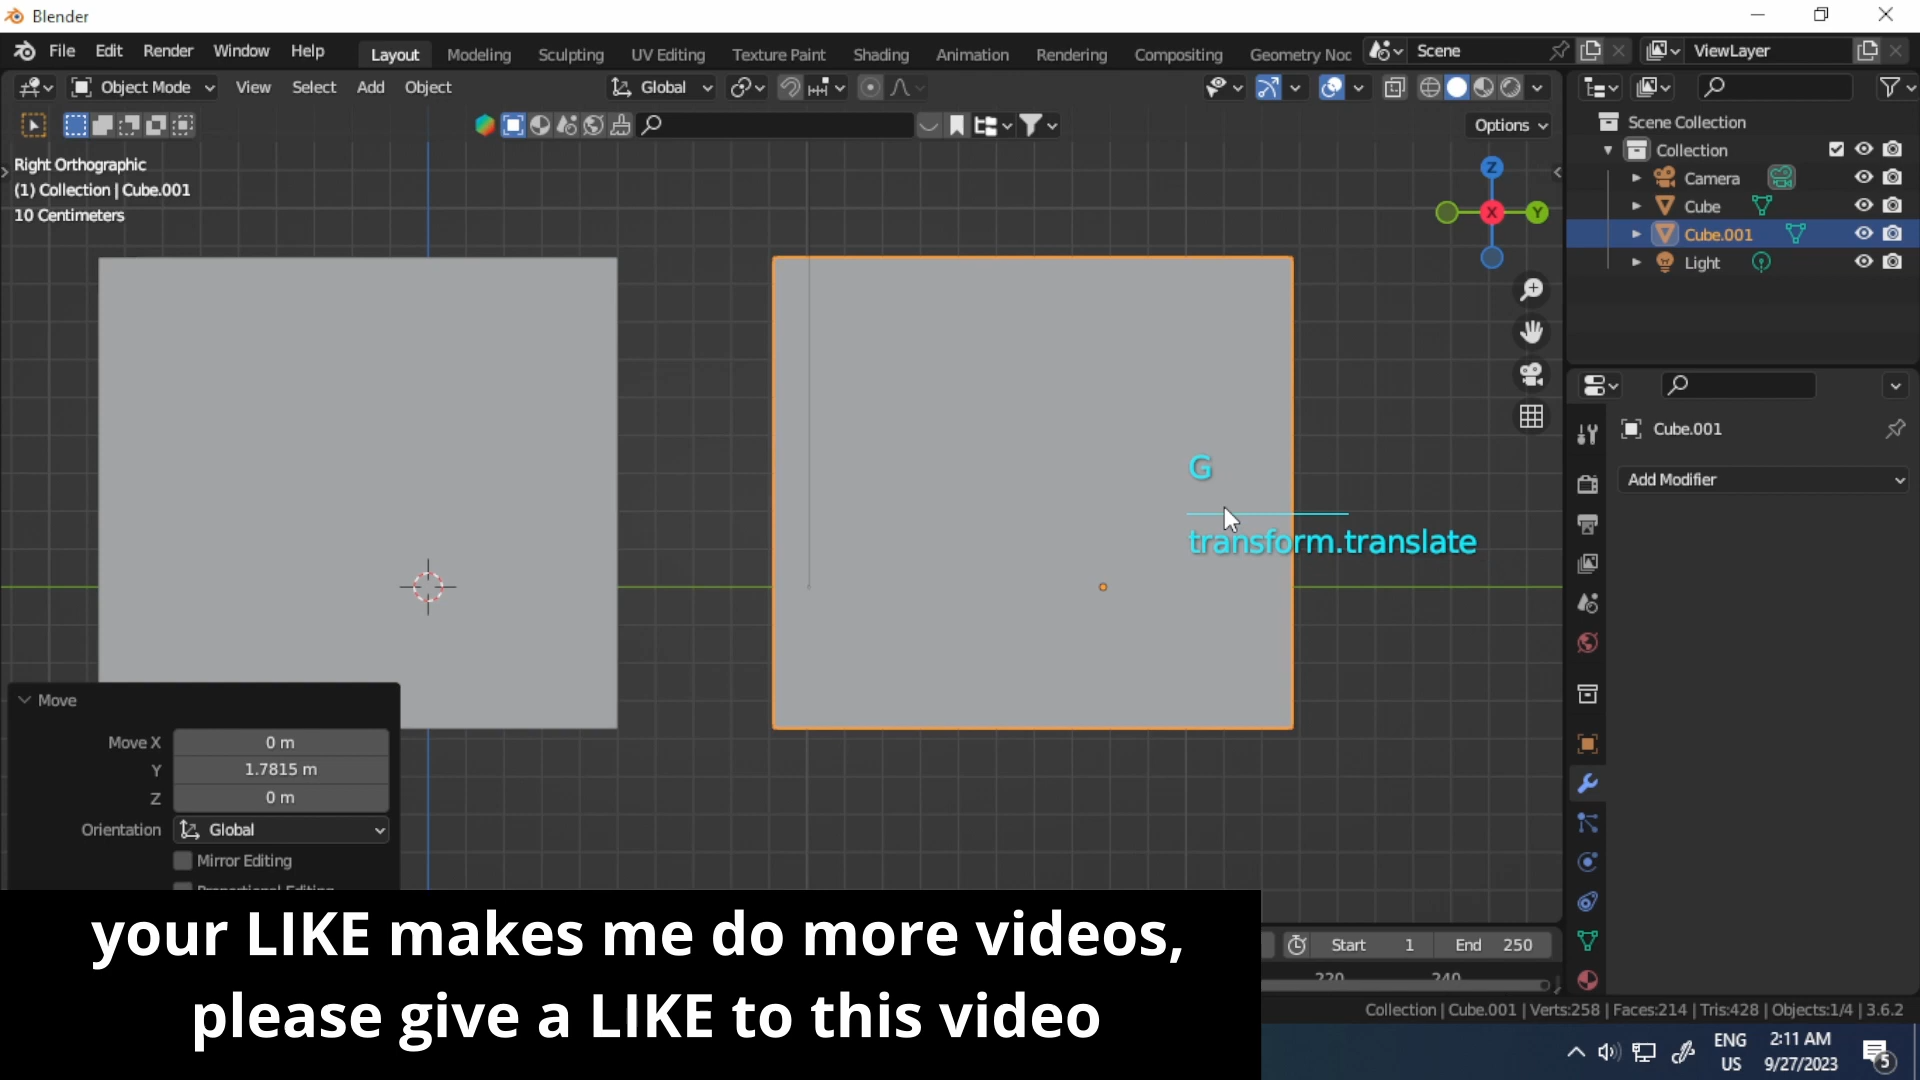 Blender
File Edit Render Window Help Layout Modeling Sculpting UV Editing Texture Paint Shading Animation Rendering Compositing Geometry Noc Scene ViewLayer
Object Mode View Select Add Object Global
Options
Right Orthographic
(1) Collection | Cube.001
10 Centimeters
Z
X
Y
Scene Collection
Collection
Camera
Cube
Cube.001
Light
Cube.001
Add Modifier
G
transform.translate
Move
Move X 0 m
Y 1.7815 m
Z 0 m
Orientation Global
Mirror Editing
Proportional Editing
Start 1 End 250
220 240
Collection | Cube.001 | Verts:258 | Faces:214 | Tris:428 | Objects:1/4 | 3.6.2
your LIKE makes me do more videos,
please give a LIKE to this video
ENG
US
2:11 AM
9/27/2023
5